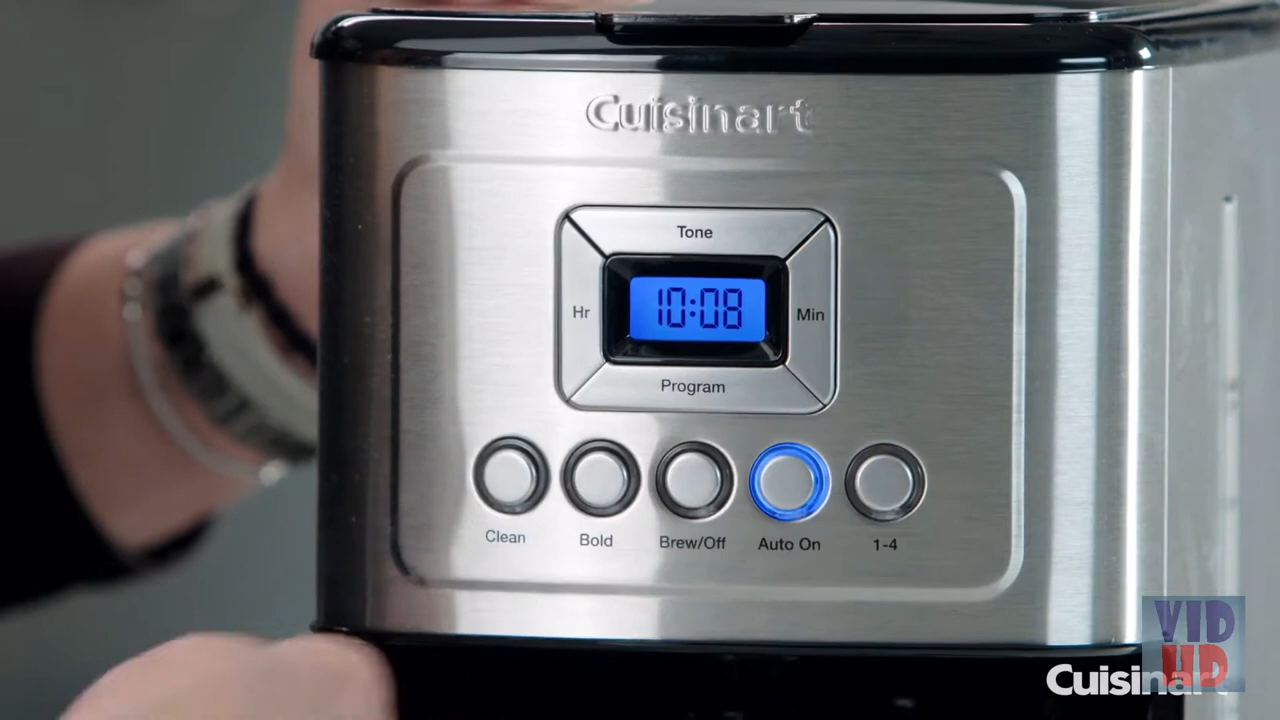 Cuisinart
Tone
Hr
10:08
Min
Program
Clean
Bold
Brew/Off
Auto On
1-4
VID
HD
Cuisinart